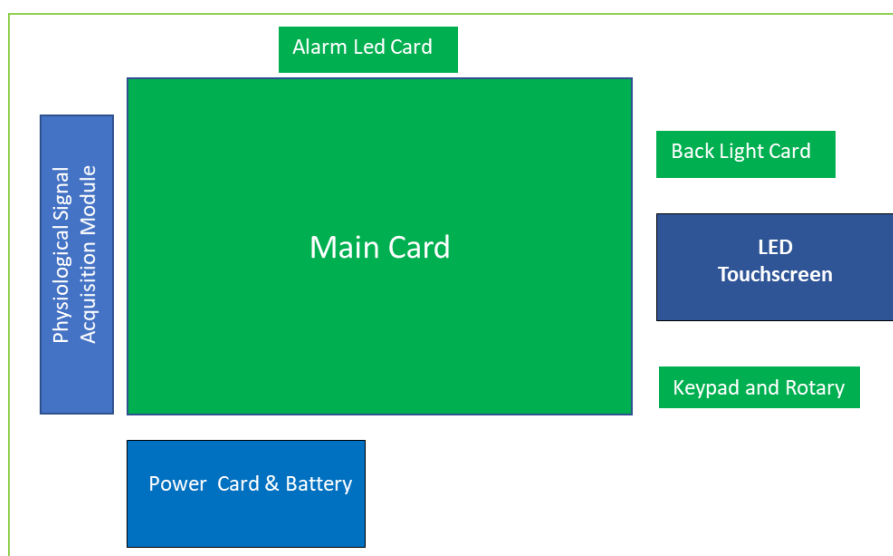 Alarm Led Card
Back Light Card
Physiological Signal
Acquisition Module
Main Card
LED
Touchscreen
Keypad and Rotary
Power Card & Battery